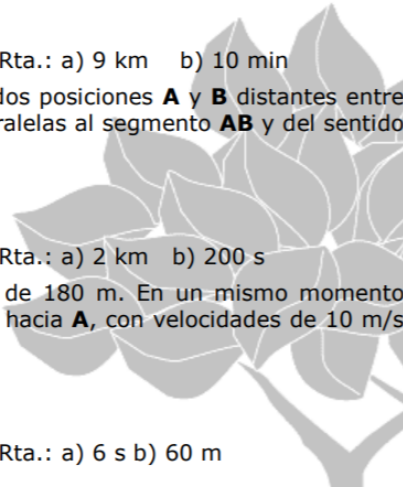 Rta.: a) 9 km b) 10 min
dos posiciones A y B distantes entre
ralelas al segmento AB y del sentido
Rta.: a) 2 km b) 200 s
de 180 m. En un mismo momento
hacia A, con velocidades de 10 m/s
Rta.: a) 6 s b) 60 m